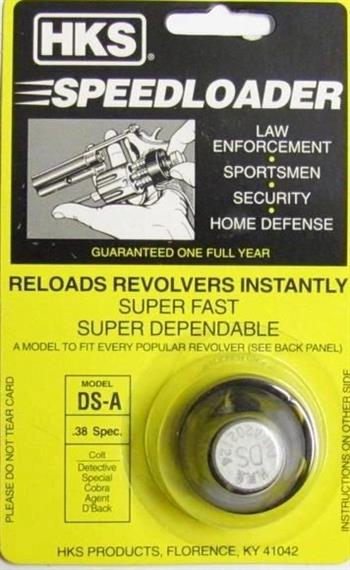 HKS®
SPEEDLOADER
LAW
ENFORCEMENT
•
SPORTSMEN
•
SECURITY
•
HOME DEFENSE
GUARANTEED ONE FULL YEAR
RELOADS REVOLVERS INSTANTLY
SUPER FAST
SUPER DEPENDABLE
A MODEL TO FIT EVERY POPULAR REVOLVER (SEE BACK PANEL)
PLEASE DO NOT TEAR CARD
MODEL
DS-A
.38 Spec.
Colt
Detective
Special
Cobra
Agent
D'Back
DS
INSTRUCTIONS ON OTHER SIDE
HKS PRODUCTS, FLORENCE, KY 41042